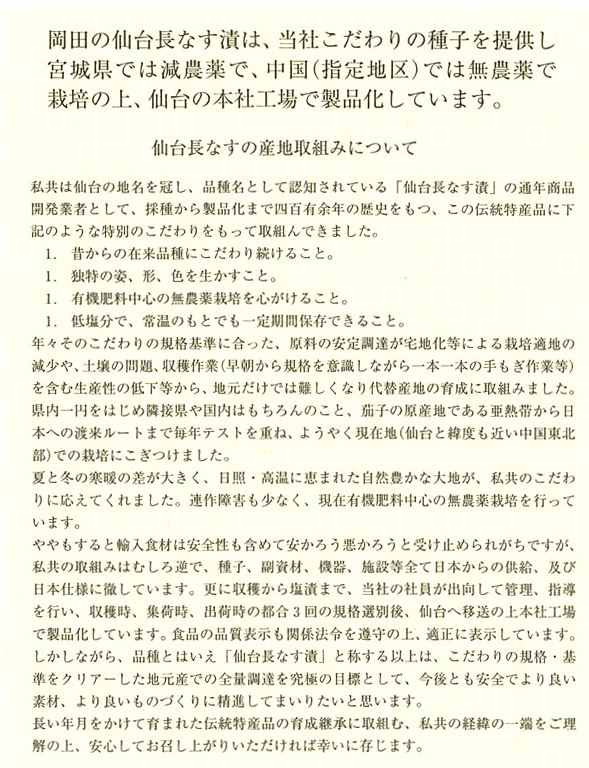 岡田の仙台長なす漬は、当社こだわりの種子を提供し
宮城県では減農薬で、中国(指定地区)では無農薬で
栽培の上、仙台の本社工場で製品化しています。
仙台長なすの産地取組みについて
私共は仙台の地名を冠し、品種名として認知されている「仙台長なす漬」の通年商品
開発業者として、採種から製品化まで四百有余年の歴史をもつ、この伝統特産品に下
記のような特別のこだわりをもって取組んできました。
1. 昔からの在来品種にこだわり続けること。
1. 独特の姿、形、色を生かすこと。
1. 有機肥料中心の無農薬栽培を心がけること。
1. 低塩分で、常温のもとでも一定期間保存できること。
年々そのこだわりの規格基準に合った、原料の安定調達が宅地化等による栽培適地の
減少や、土壌の問題、収穫作業(早朝から規格を意識しながら一本一本の手もぎ作業等)
を含む生産性の低下等から、地元だけでは難しくなり代替産地の育成に取組みました。
県内一円をはじめ隣接県や国内はもちろんのこと、茄子の原産地である亜熱帯から日
本への渡来ルートまで毎年テストを重ね、ようやく現在地(仙台と緯度も近い中国東北
部)での栽培にこぎつけました。
夏と冬の寒暖の差が大きく、日照・高温に恵まれた自然豊かな大地が、私共のこだわ
りに応えてくれました。連作障害も少なく、現在有機肥料中心の無農薬栽培を行って
います。
ややもすると輸入食材は安全性も含めて安かろう悪かろうと受け止められがちですが、
私共の取組みはむしろ逆で、種子、副資材、機器、施設等全て日本からの供給、及び
日本仕様に徹しています。更に収穫から塩漬まで、当社の社員が出向して管理、指導
を行い、収穫時、集荷時、出荷時の都合3回の規格選別後、仙台へ移送の上本社工場
で製品化しています。食品の品質表示も関係法令を遵守の上、適正に表示しています。
しかしながら、品種とはいえ「仙台長なす漬」と称する以上は、こだわりの規格・基
準をクリアーした地元産での全量調達を究極の目標として、今後とも安全でより良い
素材、より良いものづくりに精進してまいりたいと思います。
長い年月をかけて育まれた伝統特産品の育成継承に取組む、私共の経緯の一端をご理
解の上、安心してお召し上がりいただければ幸いに存じます。